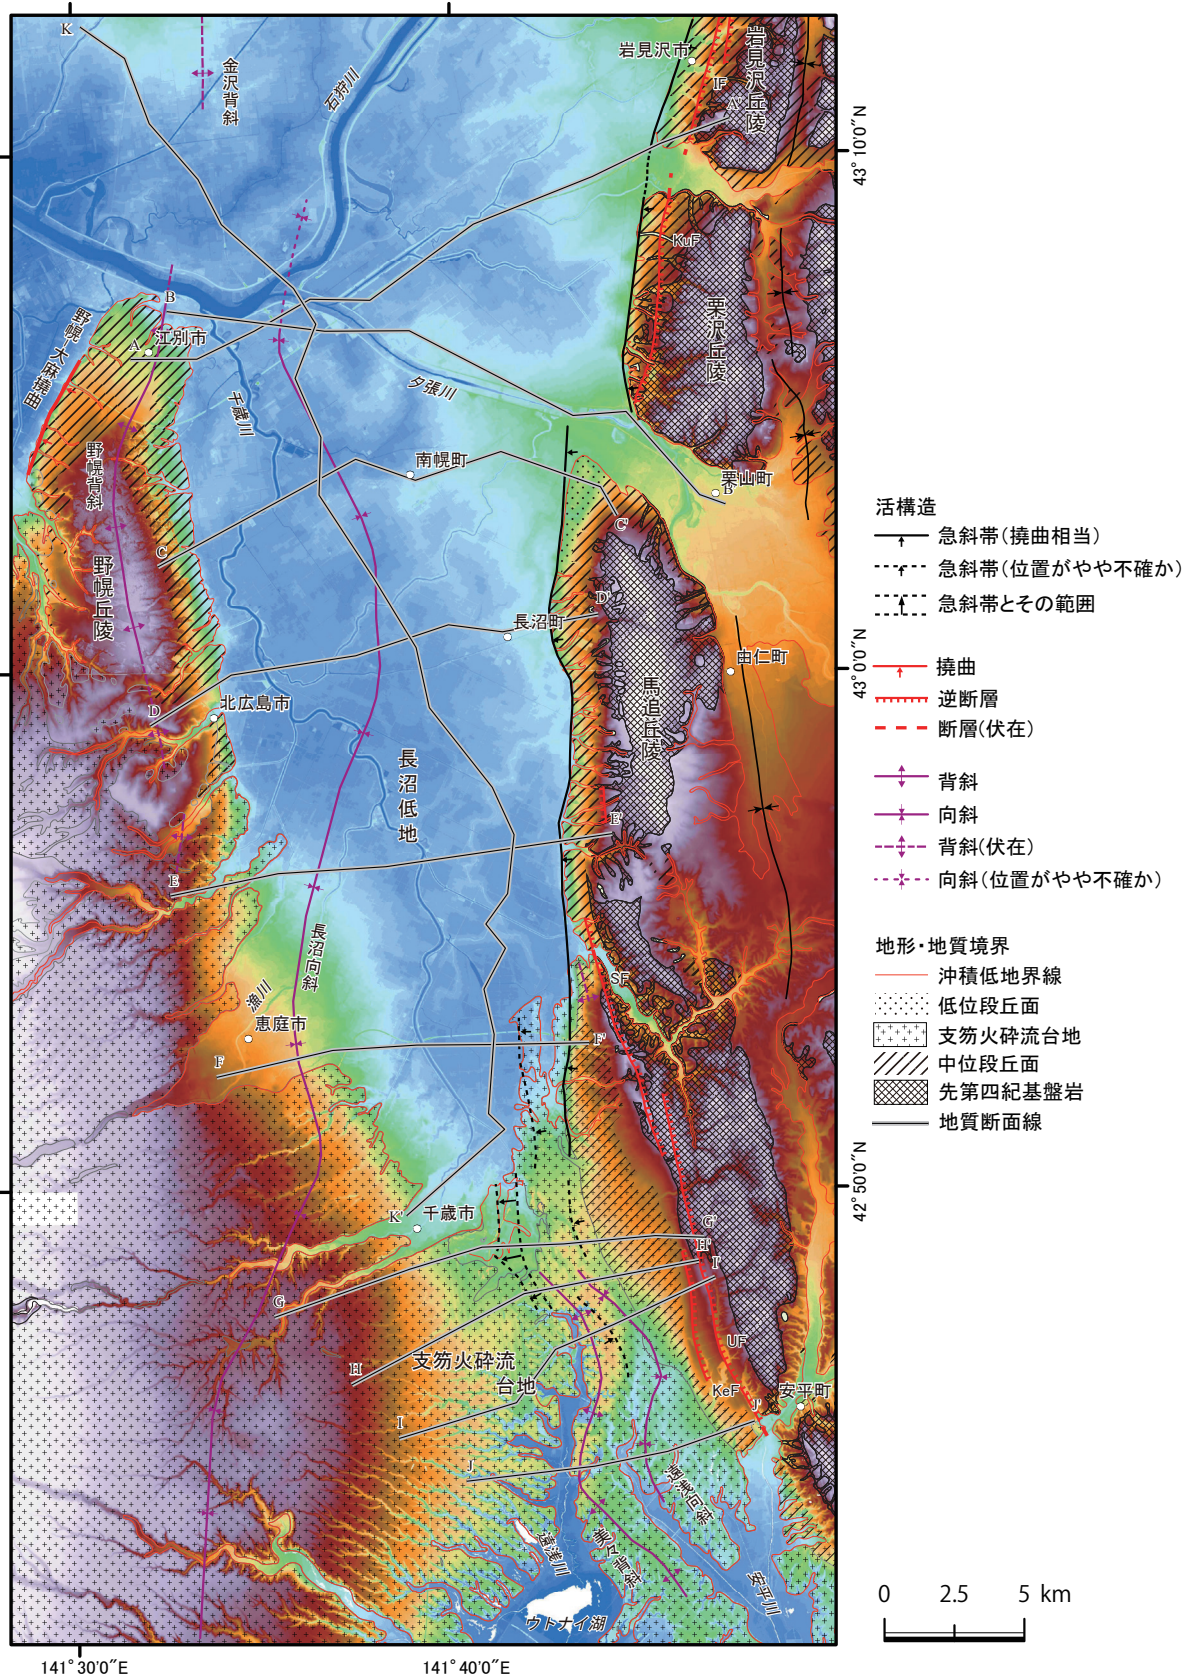 K
金沢背斜
石狩川
岩見沢市
IF
A'
岩見沢丘陵
43° 10′0″N
KuF
栗沢丘陵
B
野幌−大麻撓曲
A
江別市
千歳川
夕張川
野幌背斜
南幌町
栗山町
B'
C
C'
野幌丘陵
D'
長沼町
由仁町
43° 0′0″N
馬追丘陵
D
北広島市
長沼低地
E'
E
長沼向斜
SF
漁川
恵庭市
F
F'
42° 50′0″N
K'
千歳市
G'
H'
I'
G
H
支笏火砕流
台地
UF
KeF
安平町
J'
I
J
遠浅向斜
遠浅川
美々背斜
安平川
ウトナイ湖
141° 30′0″E
141° 40′0″E
活構造
急斜帯(撓曲相当)
急斜帯(位置がやや不確か)
急斜帯とその範囲
撓曲
逆断層
断層(伏在)
背斜
向斜
背斜(伏在)
向斜(位置がやや不確か)
地形・地質境界
沖積低地界線
低位段丘面
支笏火砕流台地
中位段丘面
先第四紀基盤岩
地質断面線
0 2.5 5 km